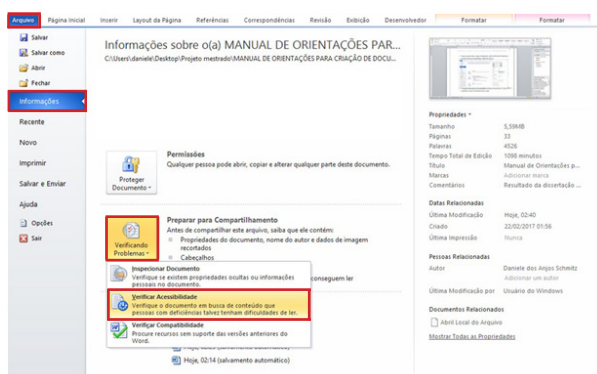 Arquivo Página Inicial Inserir Layout da Página Referências Correspondências Revisão Exibição Desenvolvedor Formatar Formatar
Salvar
Salvar como
Abrir
Fechar
Informações
Recente
Novo
Imprimir
Salvar e Enviar
Ajuda
Opções
Sair
Informações sobre o(a) MANUAL DE ORIENTAÇÕES PAR...
C:\Users\daniele\Desktop\Projeto mestrado\MANUAL DE ORIENTAÇÕES PARA CRIAÇÃO DE DOCU...
Proteger
Documento
Permissões
Qualquer pessoa pode abrir, copiar e alterar qualquer parte deste documento.
Verificando
Problemas
Preparar para Compartilhamento
Antes de compartilhar este arquivo, saiba que ele contém:
Propriedades do documento, nome do autor e dados de imagem
recortados
Cabeçalhos
conseguem ler
Inspecionar Documento
Verifique se existem propriedades ocultas ou informações
pessoais no documento.
Verificar Acessibilidade
Verifique o documento em busca de conteúdo que
pessoas com deficiências talvez tenham dificuldades de ler.
Verificar Compatibilidade
Procure recursos sem suporte das versões anteriores do
Word.
(salvamento automático)
Hoje, 02:14 (salvamento automático)
Propriedades
Tamanho 5,59MB
Páginas 33
Palavras 4526
Tempo Total de Edição 1098 minutos
Título Manual de Orientações p...
Marcas Adicionar marca
Comentários Resultado da dissertação ...
Datas Relacionadas
Última Modificação Hoje, 02:40
Criado 22/02/2017 01:56
Última Impressão Nunca
Pessoas Relacionadas
Autor Daniele dos Anjos Schmitz
Adicionar um autor
Última Modificação por Usuário do Windows
Documentos Relacionados
Abrir Local do Arquivo
Mostrar Todas as Propriedades